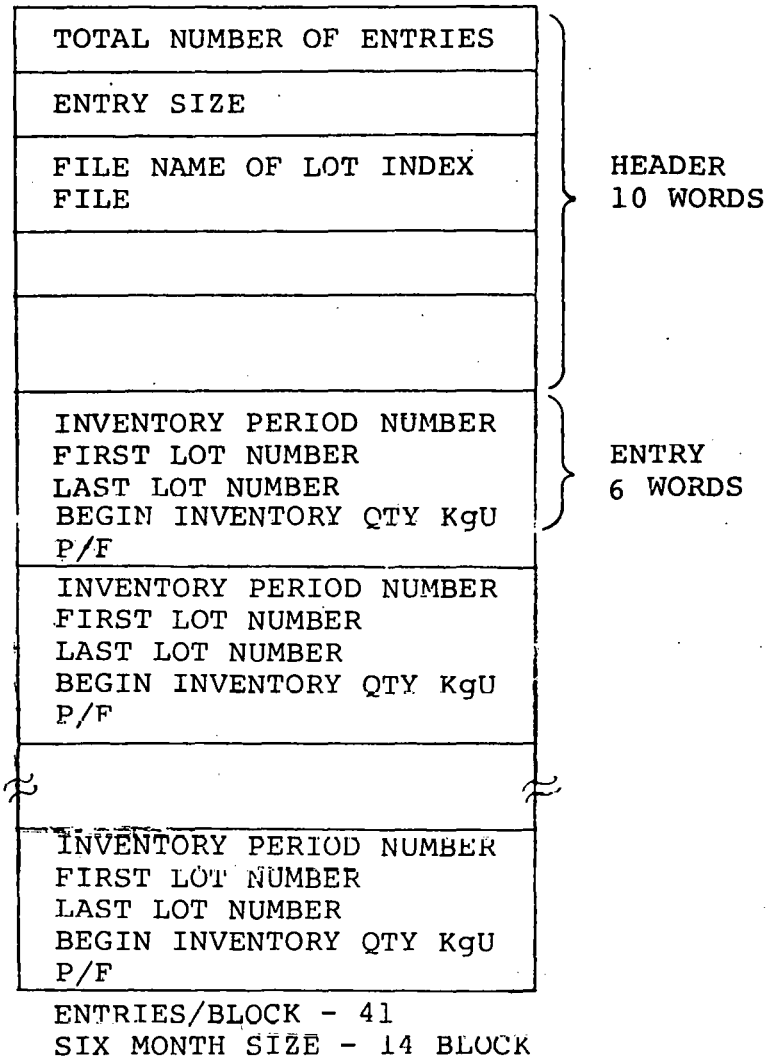 TOTAL NUMBER OF ENTRIES
ENTRY SIZE
FILE NAME OF LOT INDEX
FILE
HEADER
10 WORDS
INVENTORY PERIOD NUMBER
FIRST LOT NUMBER
LAST LOT NUMBER
BEGIN INVENTORY QTY KgU
P/F
ENTRY
6 WORDS
INVENTORY PERIOD NUMBER
FIRST LOT NUMBER
LAST LOT NUMBER
BEGIN INVENTORY QTY KgU
P/F
INVENTORY PERIOD NUMBER
FIRST LOT NUMBER
LAST LOT NUMBER
BEGIN INVENTORY QTY KgU
P/F
ENTRIES/BLOCK - 41
SIX MONTH SIZE - 14 BLOCK